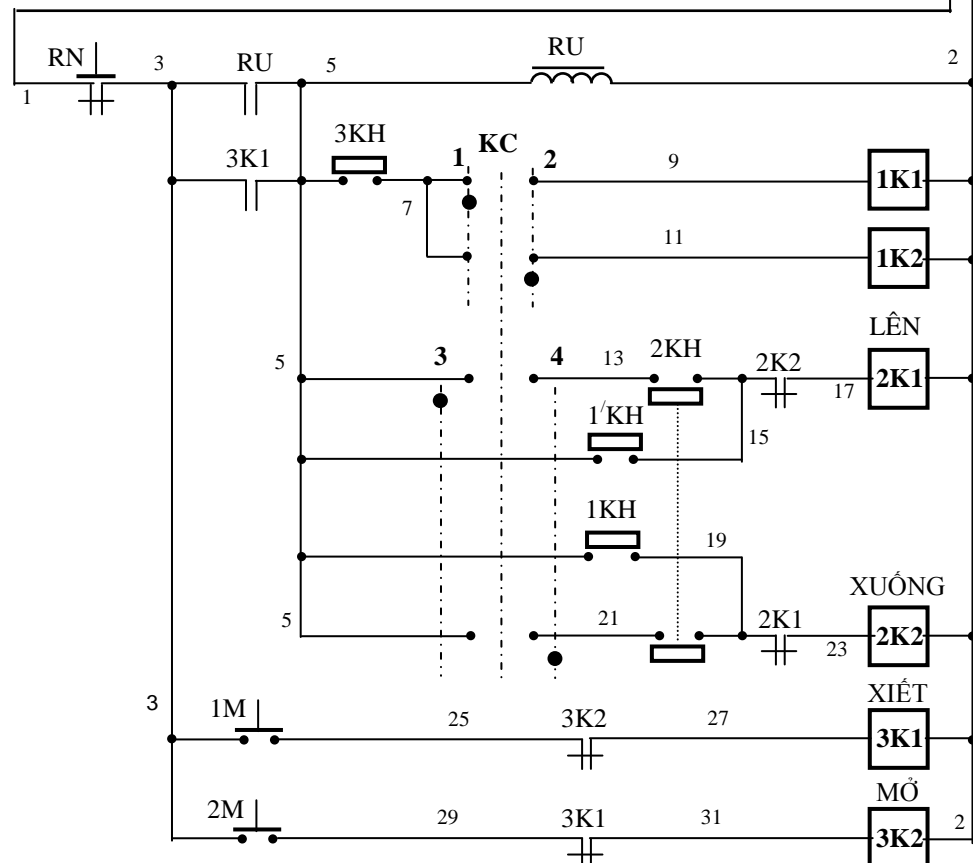 RN
3
RU
5
RU
2
1
3K1
3KH
7
1
KC
2
9
1K1
11
1K2
LÊN
5
3
4
13
2KH
2K2
17
2K1
1/KH
15
1KH
19
XUỐNG
5
21
2K1
23
2K2
XIẾT
3
1M
25
3K2
27
3K1
MỞ
2M
29
3K1
31
3K2
2